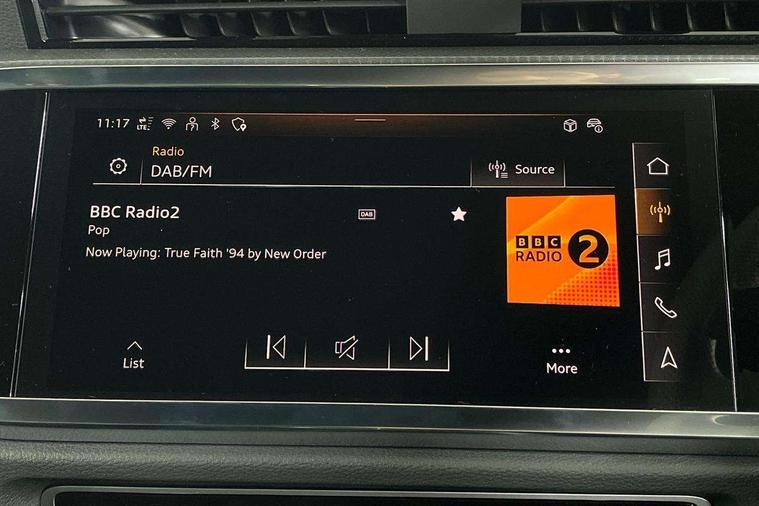 11:17 LTE
Radio
DAB/FM
Source
BBC Radio2
DAB
Pop
Now Playing: True Faith '94 by New Order
BBC
RADIO 2
List
More